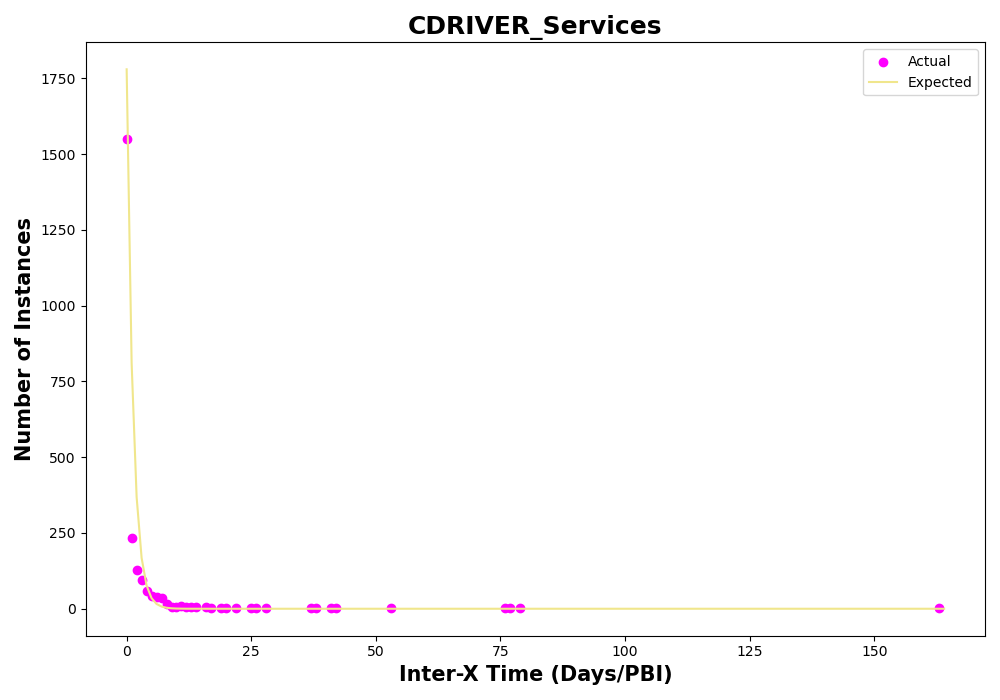 CDRIVER_Services
Actual
Expected
Number of Instances
1750
1500
1250
1000
750
500
250
0
0 25 50 75 100 125 150
Inter-X Time (Days/PBI)